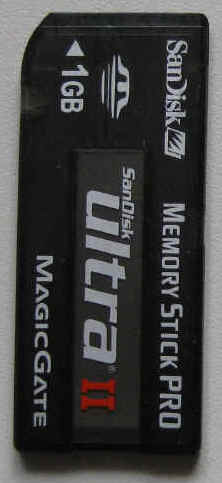 SanDisk
MEMORY STICK PRO
SanDisk
ultra® II
1GB
MAGICGATE